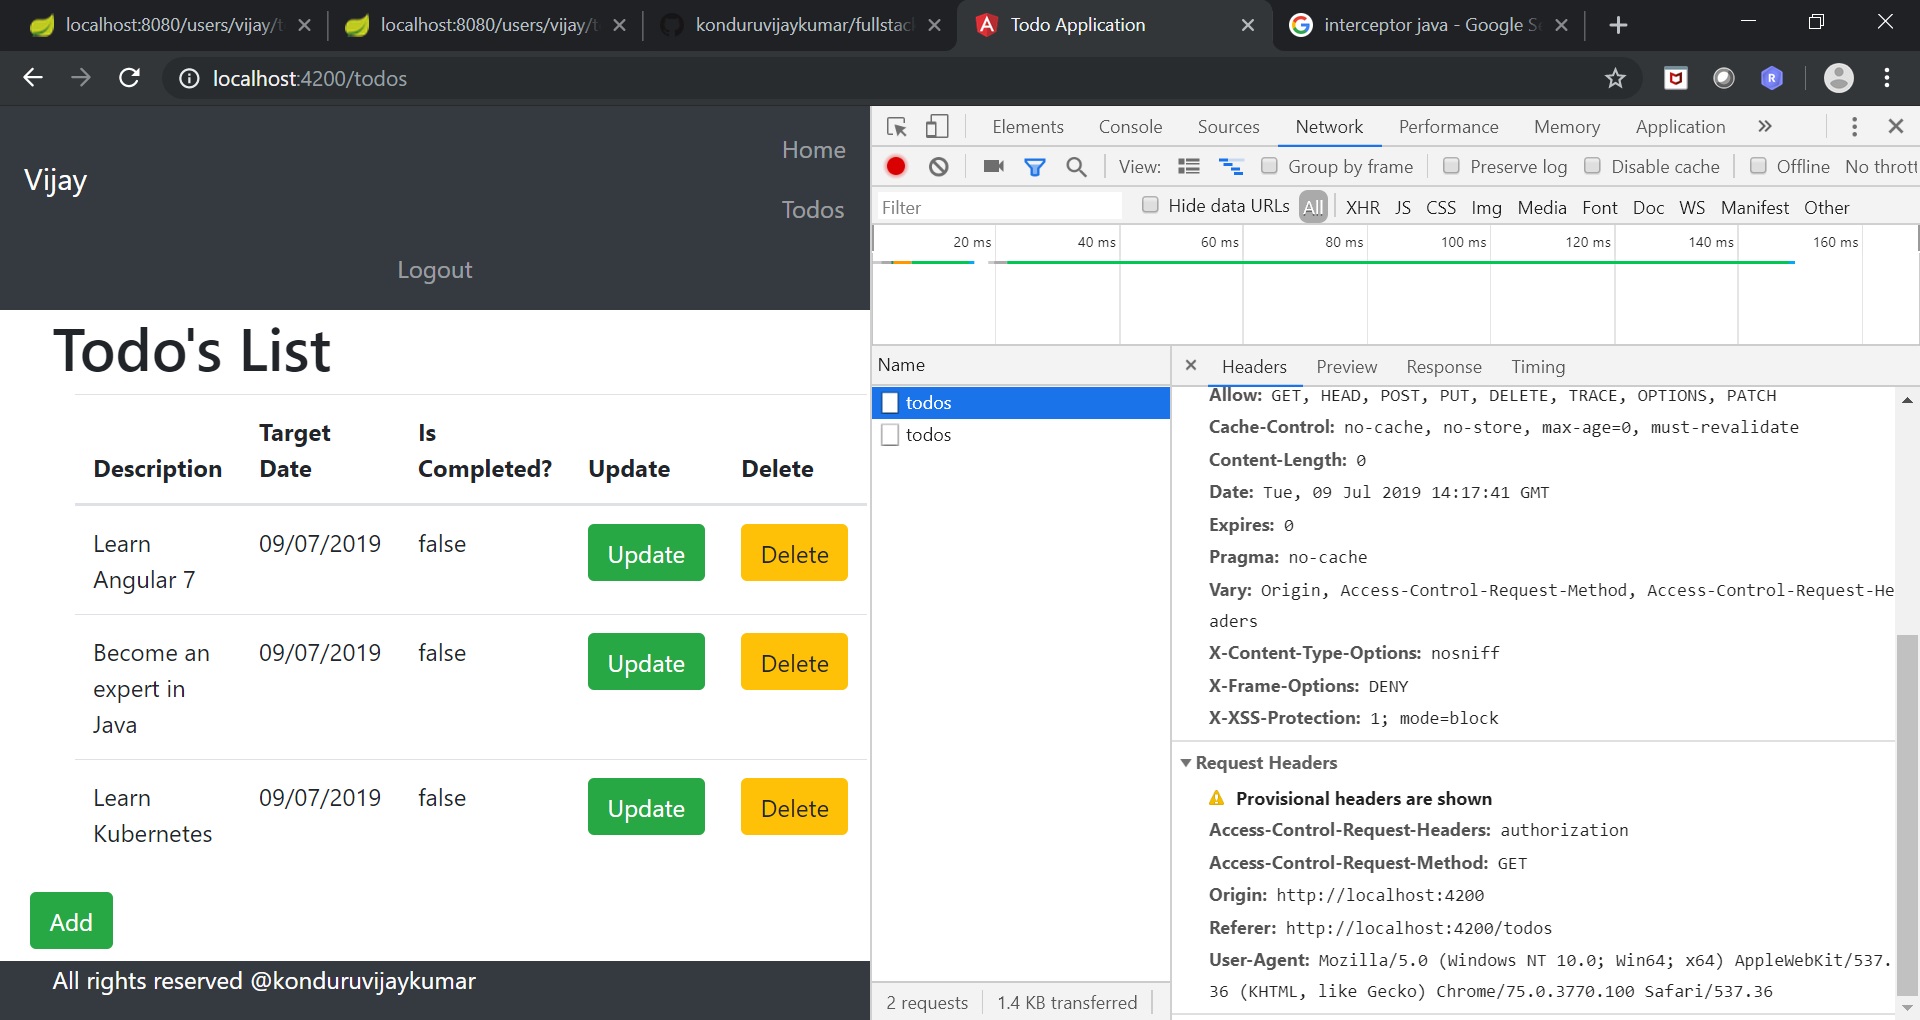 localhost:8080/users/vijay/t
localhost:8080/users/vijay/t
konduruvijaykumar/fullstac
Todo Application
interceptor java - Google S
localhost:4200/todos
Vijay
Home
Todos
Logout
Todo's List
Description Target Date Is Completed? Update Delete
Learn Angular 7 09/07/2019 false Update Delete
Become an expert in Java 09/07/2019 false Update Delete
Learn Kubernetes 09/07/2019 false Update Delete
Add
All rights reserved @konduruvijaykumar
Elements Console Sources Network Performance Memory Application »
View: Group by frame Preserve log Disable cache Offline No thrott
Filter Hide data URLs All XHR JS CSS Img Media Font Doc WS Manifest Other
20 ms 40 ms 60 ms 80 ms 100 ms 120 ms 140 ms 160 ms
Name
todos
todos
2 requests 1.4 KB transferred
Headers Preview Response Timing
Allow: GET, HEAD, POST, PUT, DELETE, TRACE, OPTIONS, PATCH
Cache-Control: no-cache, no-store, max-age=0, must-revalidate
Content-Length: 0
Date: Tue, 09 Jul 2019 14:17:41 GMT
Expires: 0
Pragma: no-cache
Vary: Origin, Access-Control-Request-Method, Access-Control-Request-He
aders
X-Content-Type-Options: nosniff
X-Frame-Options: DENY
X-XSS-Protection: 1; mode=block
Request Headers
Provisional headers are shown
Access-Control-Request-Headers: authorization
Access-Control-Request-Method: GET
Origin: http://localhost:4200
Referer: http://localhost:4200/todos
User-Agent: Mozilla/5.0 (Windows NT 10.0; Win64; x64) AppleWebKit/537.
36 (KHTML, like Gecko) Chrome/75.0.3770.100 Safari/537.36